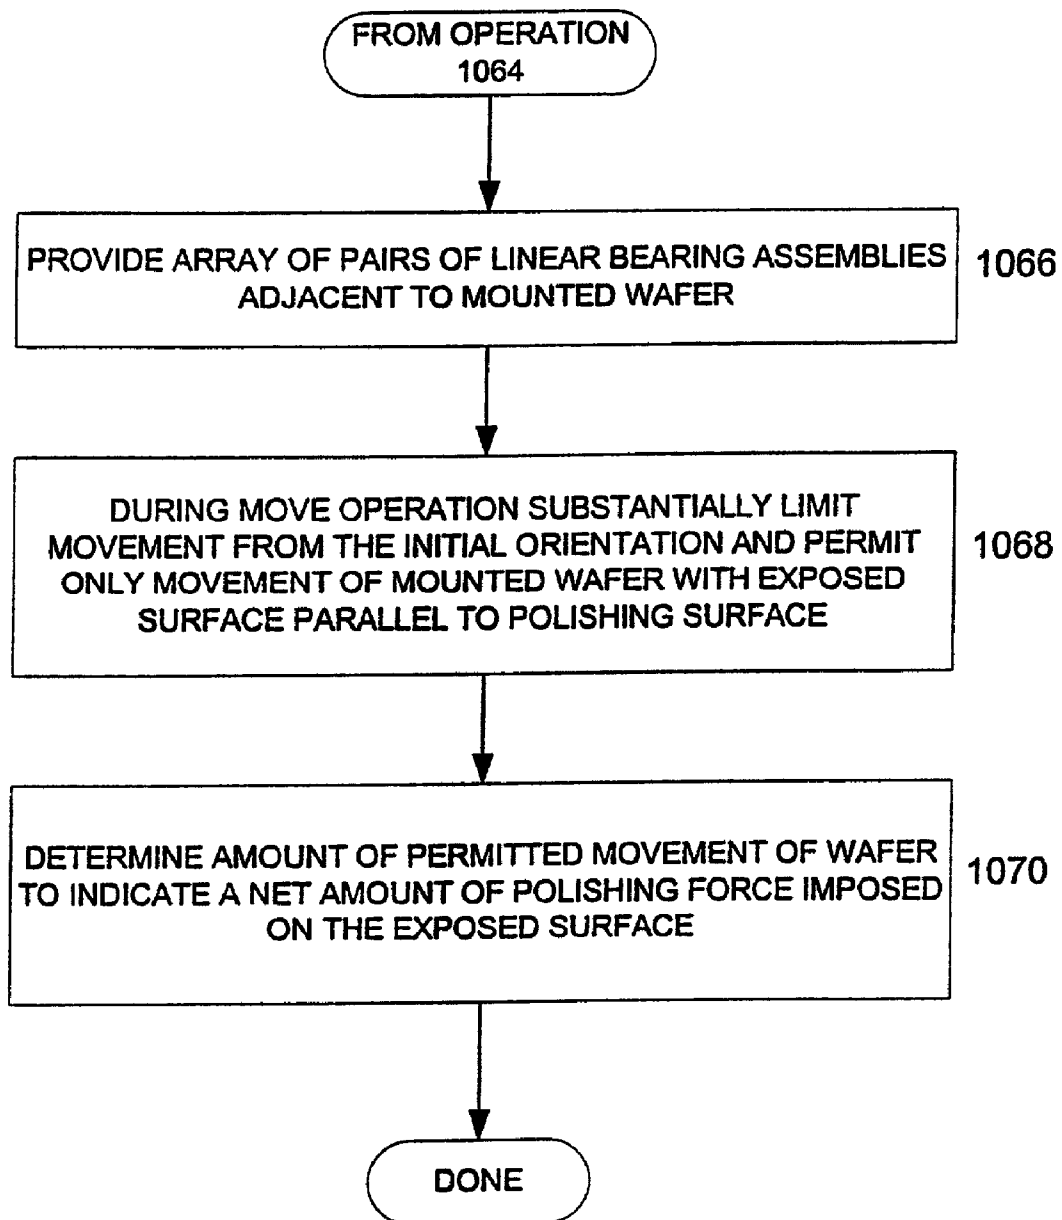 FROM OPERATION
1064
PROVIDE ARRAY OF PAIRS OF LINEAR BEARING ASSEMBLIES
ADJACENT TO MOUNTED WAFER
1066
DURING MOVE OPERATION SUBSTANTIALLY LIMIT
MOVEMENT FROM THE INITIAL ORIENTATION AND PERMIT
ONLY MOVEMENT OF MOUNTED WAFER WITH EXPOSED
SURFACE PARALLEL TO POLISHING SURFACE
1068
DETERMINE AMOUNT OF PERMITTED MOVEMENT OF WAFER
TO INDICATE A NET AMOUNT OF POLISHING FORCE IMPOSED
ON THE EXPOSED SURFACE
1070
DONE